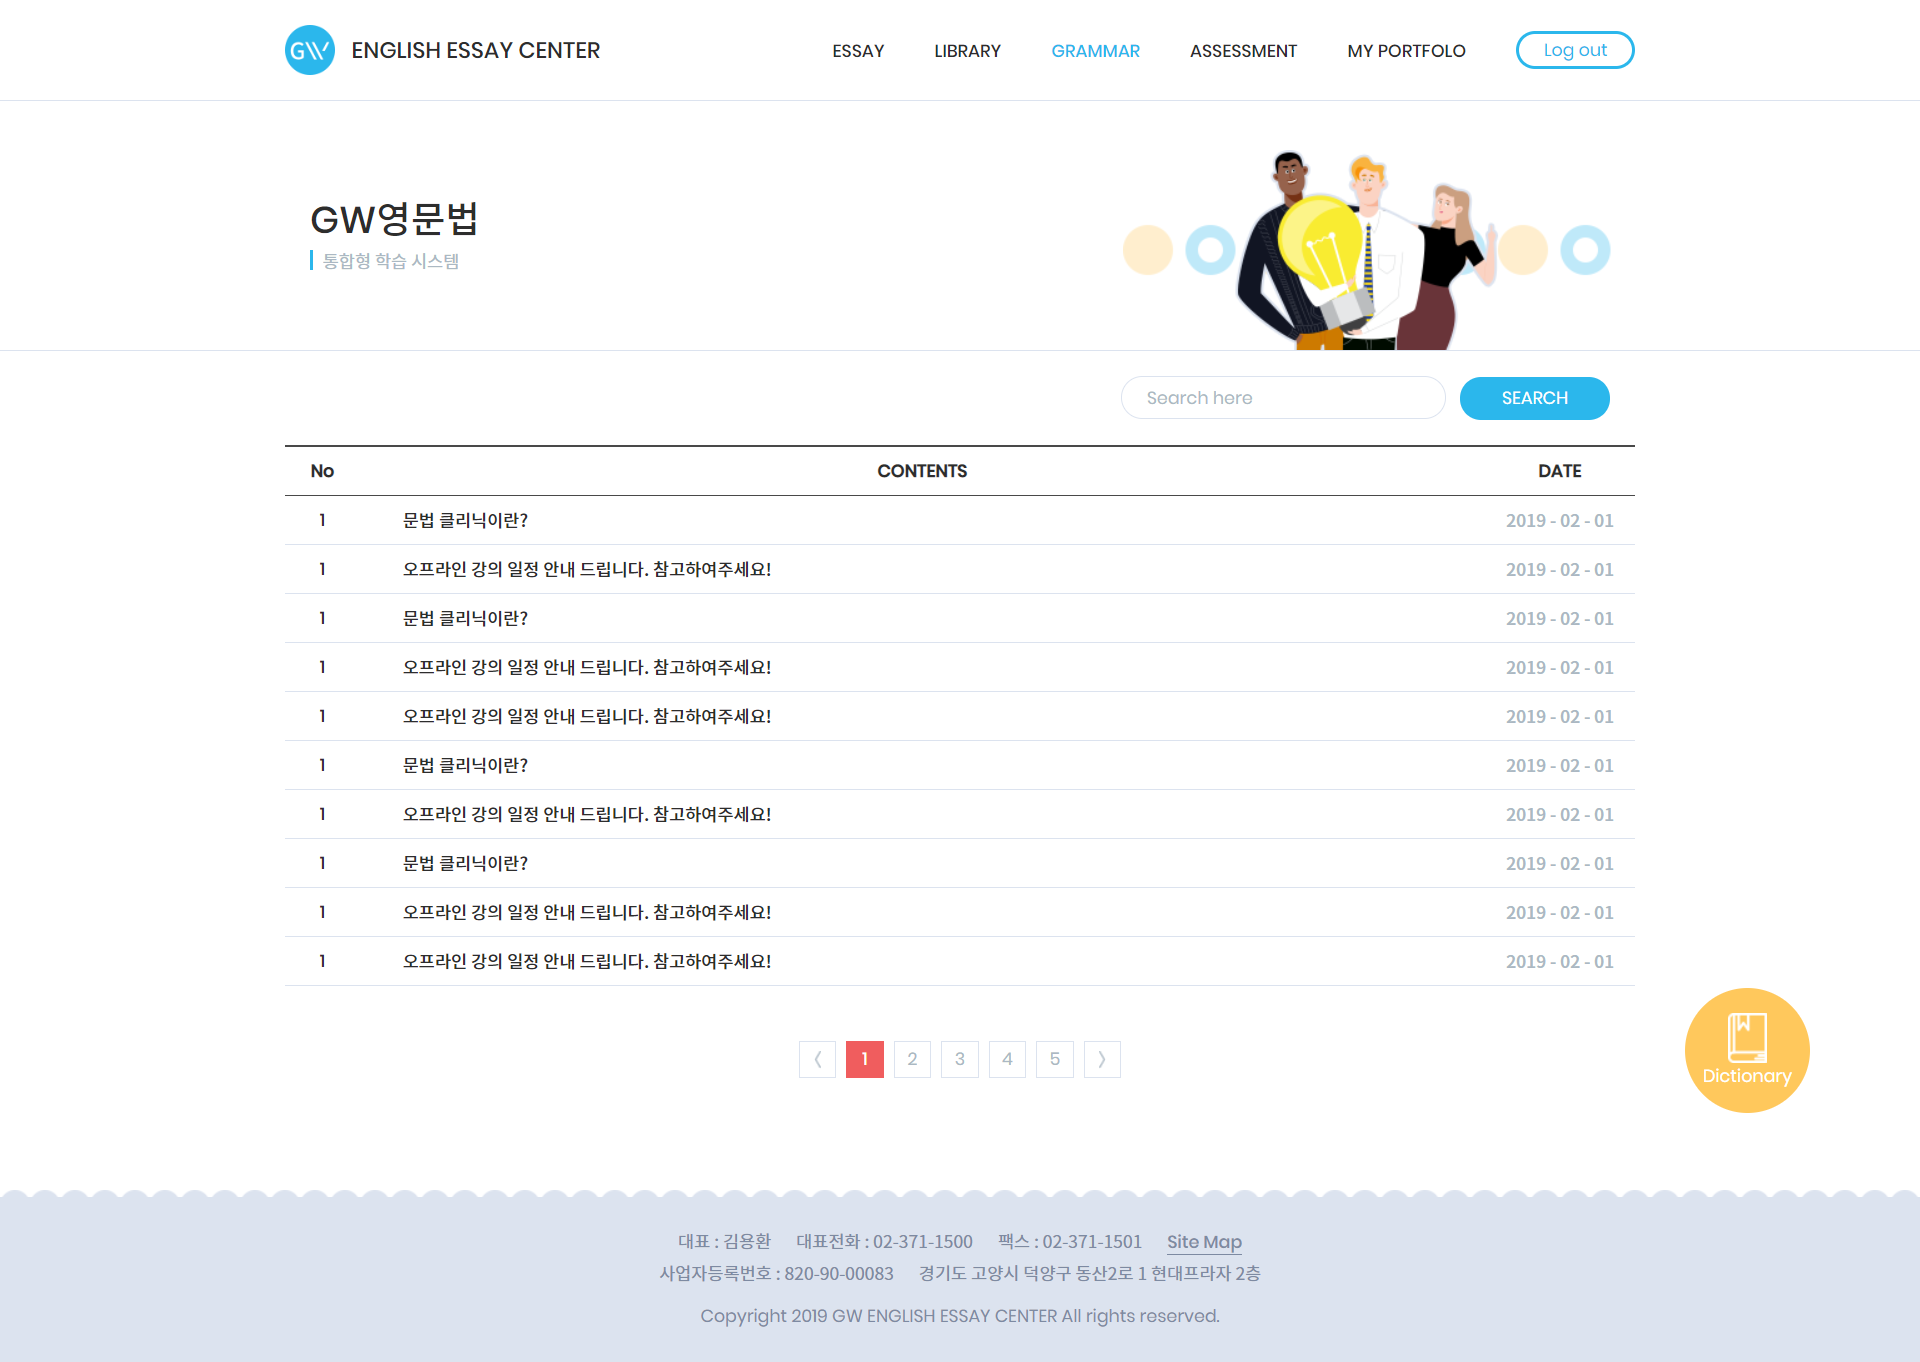 GW ENGLISH ESSAY CENTER ESSAY LIBRARY GRAMMAR ASSESSMENT MY PORTFOLO Log out
GW영문법
통합형 학습 시스템
Search here SEARCH
No CONTENTS DATE
1 문법 클리닉이란? 2019 - 02 - 01
1 오프라인 강의 일정 안내 드립니다. 참고하여주세요! 2019 - 02 - 01
1 문법 클리닉이란? 2019 - 02 - 01
1 오프라인 강의 일정 안내 드립니다. 참고하여주세요! 2019 - 02 - 01
1 오프라인 강의 일정 안내 드립니다. 참고하여주세요! 2019 - 02 - 01
1 문법 클리닉이란? 2019 - 02 - 01
1 오프라인 강의 일정 안내 드립니다. 참고하여주세요! 2019 - 02 - 01
1 문법 클리닉이란? 2019 - 02 - 01
1 오프라인 강의 일정 안내 드립니다. 참고하여주세요! 2019 - 02 - 01
1 오프라인 강의 일정 안내 드립니다. 참고하여주세요! 2019 - 02 - 01
〈 1 2 3 4 5 〉
Dictionary
대표 : 김용환 대표전화 : 02-371-1500 팩스 : 02-371-1501 Site Map
사업자등록번호 : 820-90-00083 경기도 고양시 덕양구 동산2로 1 현대프라자 2층
Copyright 2019 GW ENGLISH ESSAY CENTER All rights reserved.